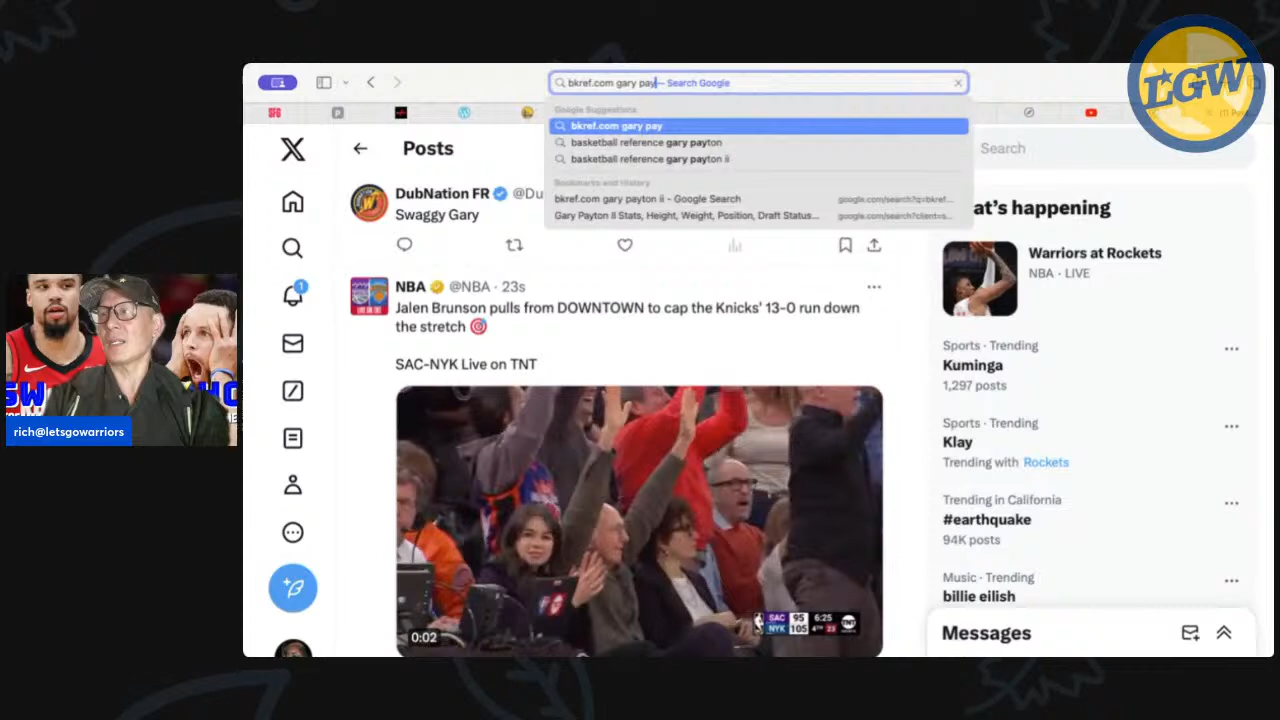 LGW
bkref.com gary pay — Search Google
Google Suggestions
bkref.com gary pay
basketball reference gary payton
basketball reference gary payton ii
Bookmarks and History
bkref.com gary payton ii - Google Search
google.com/search?q=bkref...
Gary Payton II Stats, Height, Weight, Position, Draft Status...
google.com/search?client=s...
SFG
Posts
Search
DubNation FR @Du
Swaggy Gary
NBA @NBA · 23s
Jalen Brunson pulls from DOWNTOWN to cap the Knicks' 13-0 run down
the stretch
SAC-NYK Live on TNT
0:02
SAC 95 6:25
NYK 105 4TH 23
TNT
at's happening
Warriors at Rockets
NBA · LIVE
Sports · Trending
Kuminga
1,297 posts
Sports · Trending
Klay
Trending with Rockets
Trending in California
#earthquake
94K posts
Music · Trending
billie eilish
Messages
1
rich@letsgowarriors